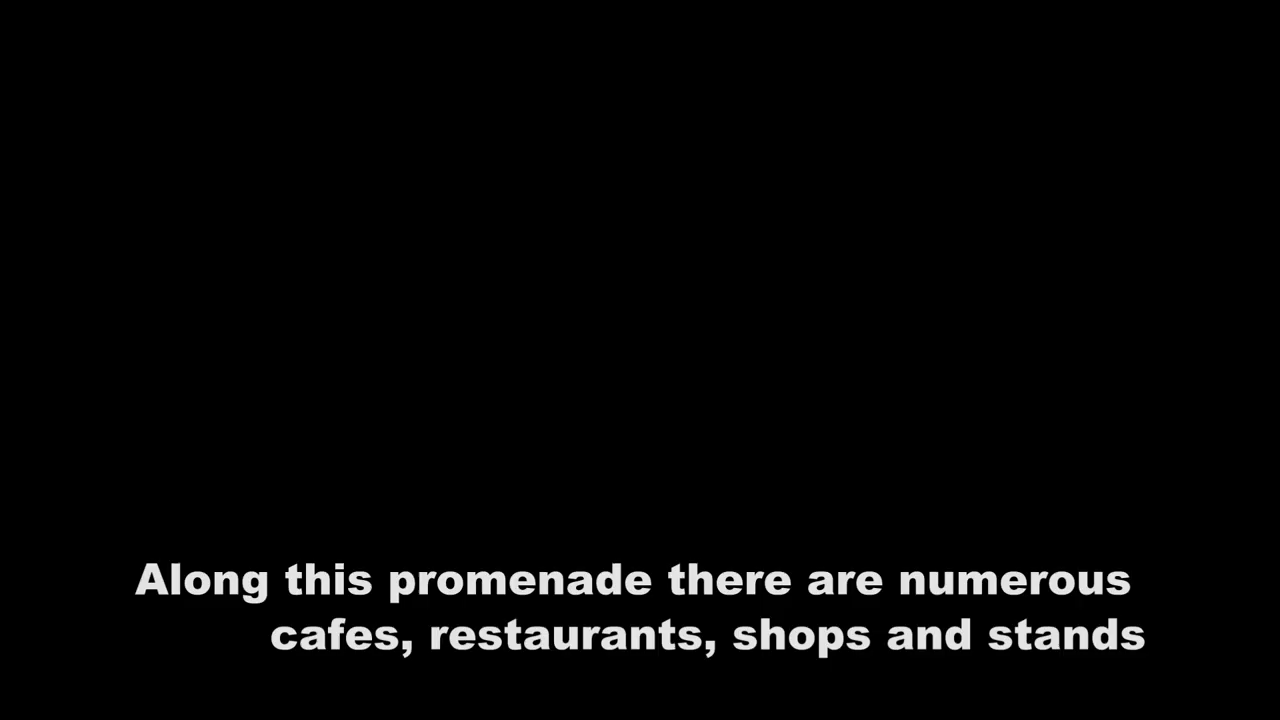 Along this promenade there are numerous
cafes, restaurants, shops and stands